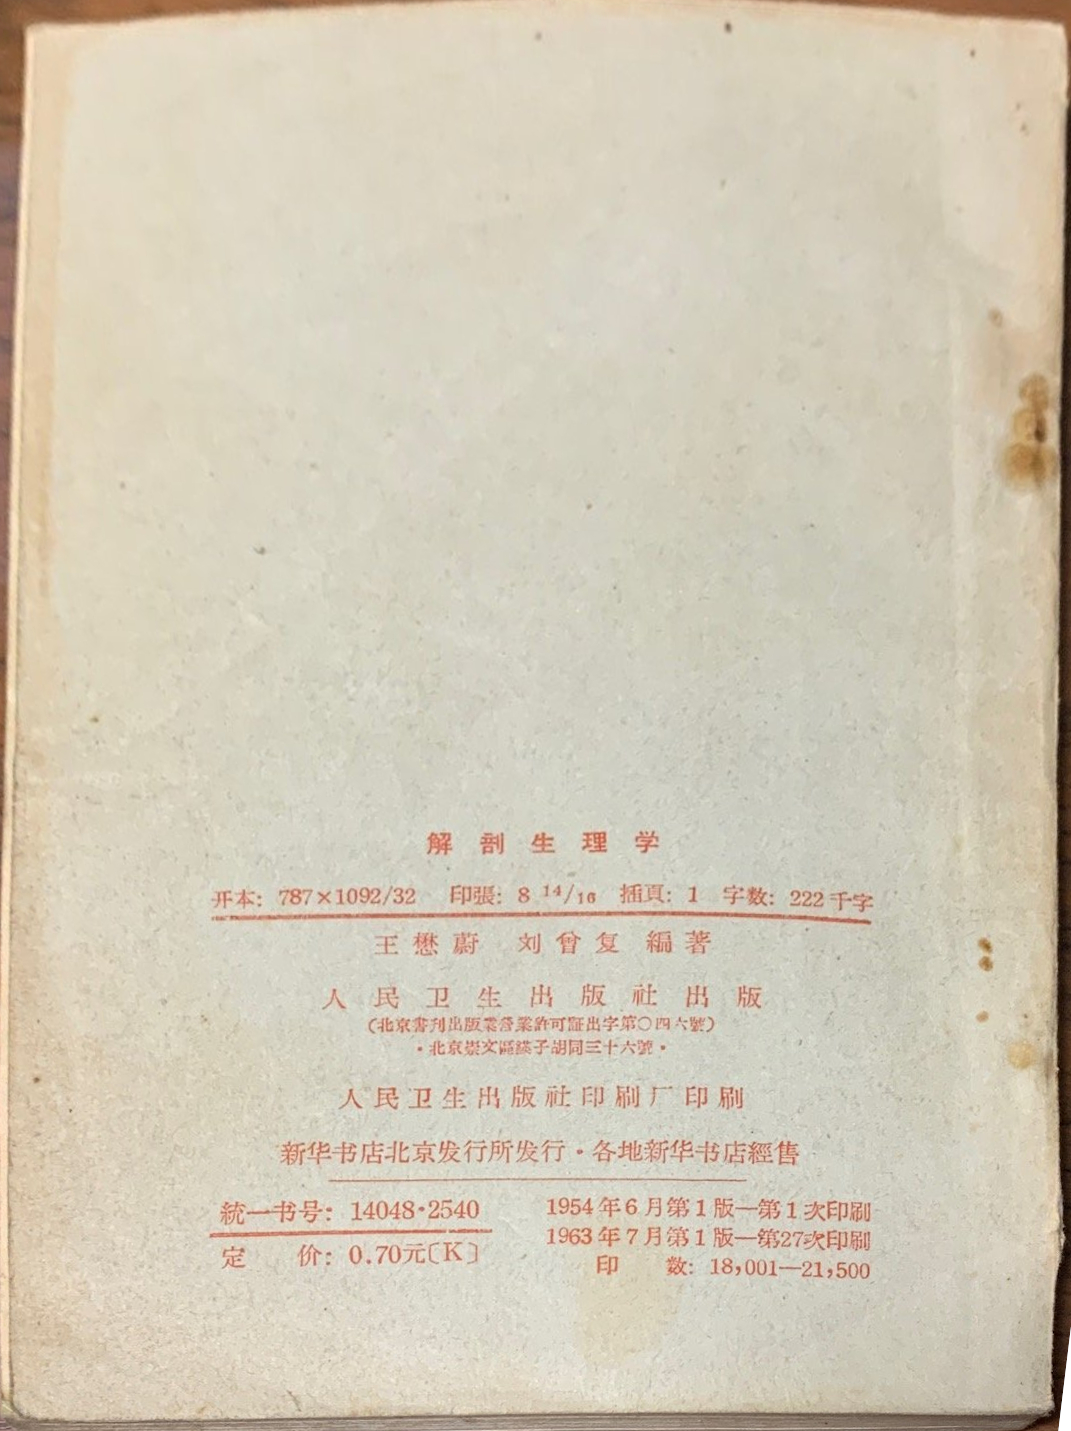 解剖生理学
开本: 787×1092/32 印張: 8 14/16 插頁: 1 字数: 222千字
王懋蔚 刘曾复 編著
人民卫生出版社出版
(北京書刊出版業营業許可証出字第〇四六號)
·北京崇文區䋎子胡同三十六號·
人民卫生出版社印刷厂印刷
新华书店北京发行所发行·各地新华书店經售
統一书号: 14048·2540
定 价: 0.70元〔K〕
1954年6月第1版—第1次印刷
1963年7月第1版—第27次印刷
印 数: 18,001—21,500